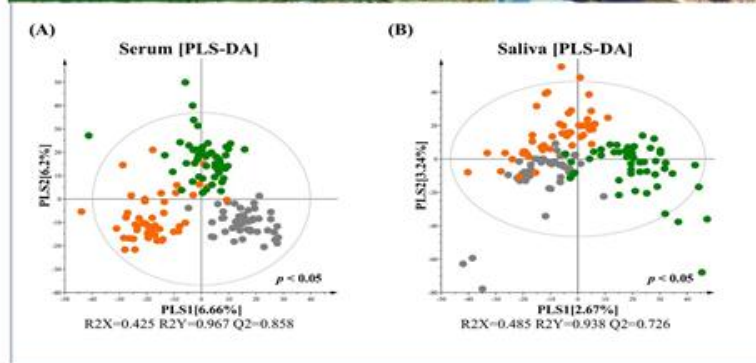 (A)
Serum [PLS-DA]
PLS2[6.2%]
p < 0.05
PLS1[6.66%]
R2X=0.425 R2Y=0.967 Q2=0.858
(B)
Saliva [PLS-DA]
PLS2[3.24%]
p < 0.05
PLS1[2.67%]
R2X=0.485 R2Y=0.938 Q2=0.726